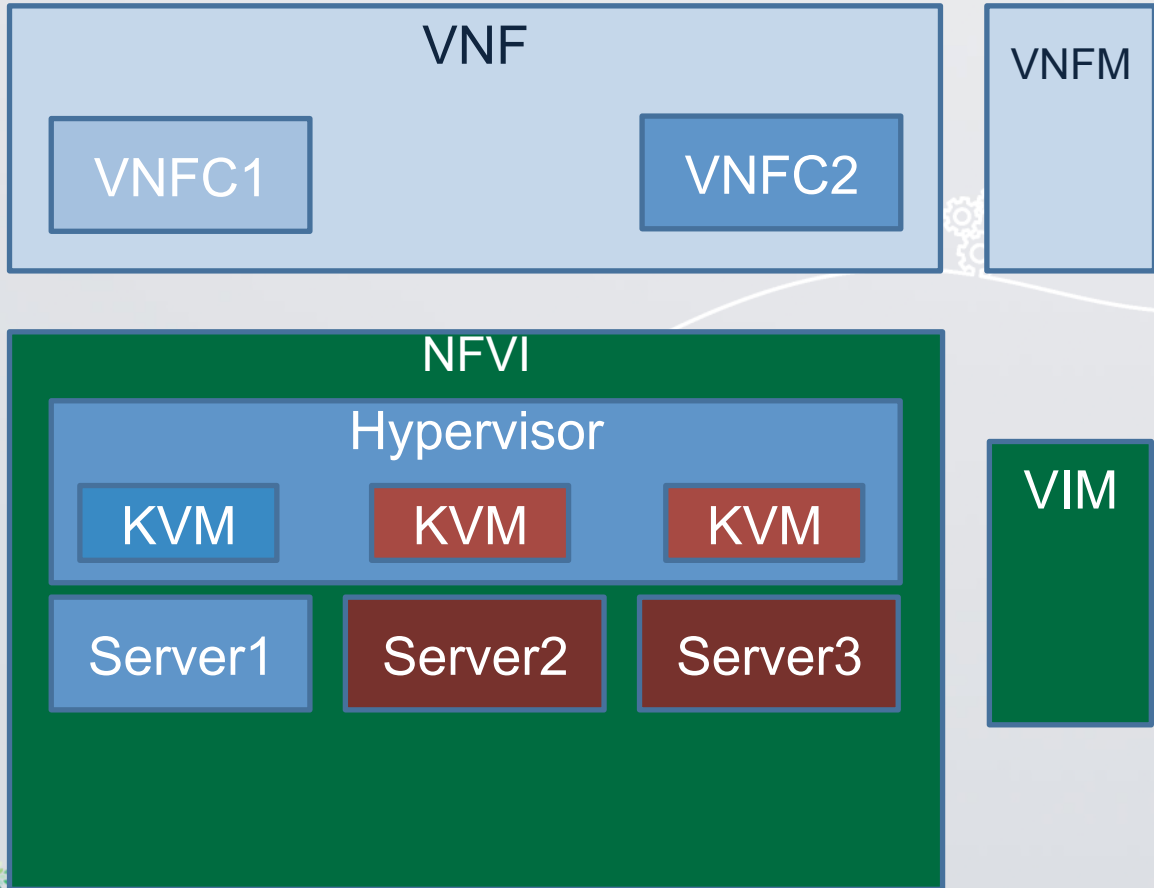 VNF
VNFM
VNFC1
VNFC2
NFVI
Hypervisor
KVM
KVM
KVM
VIM
Server1
Server2
Server3